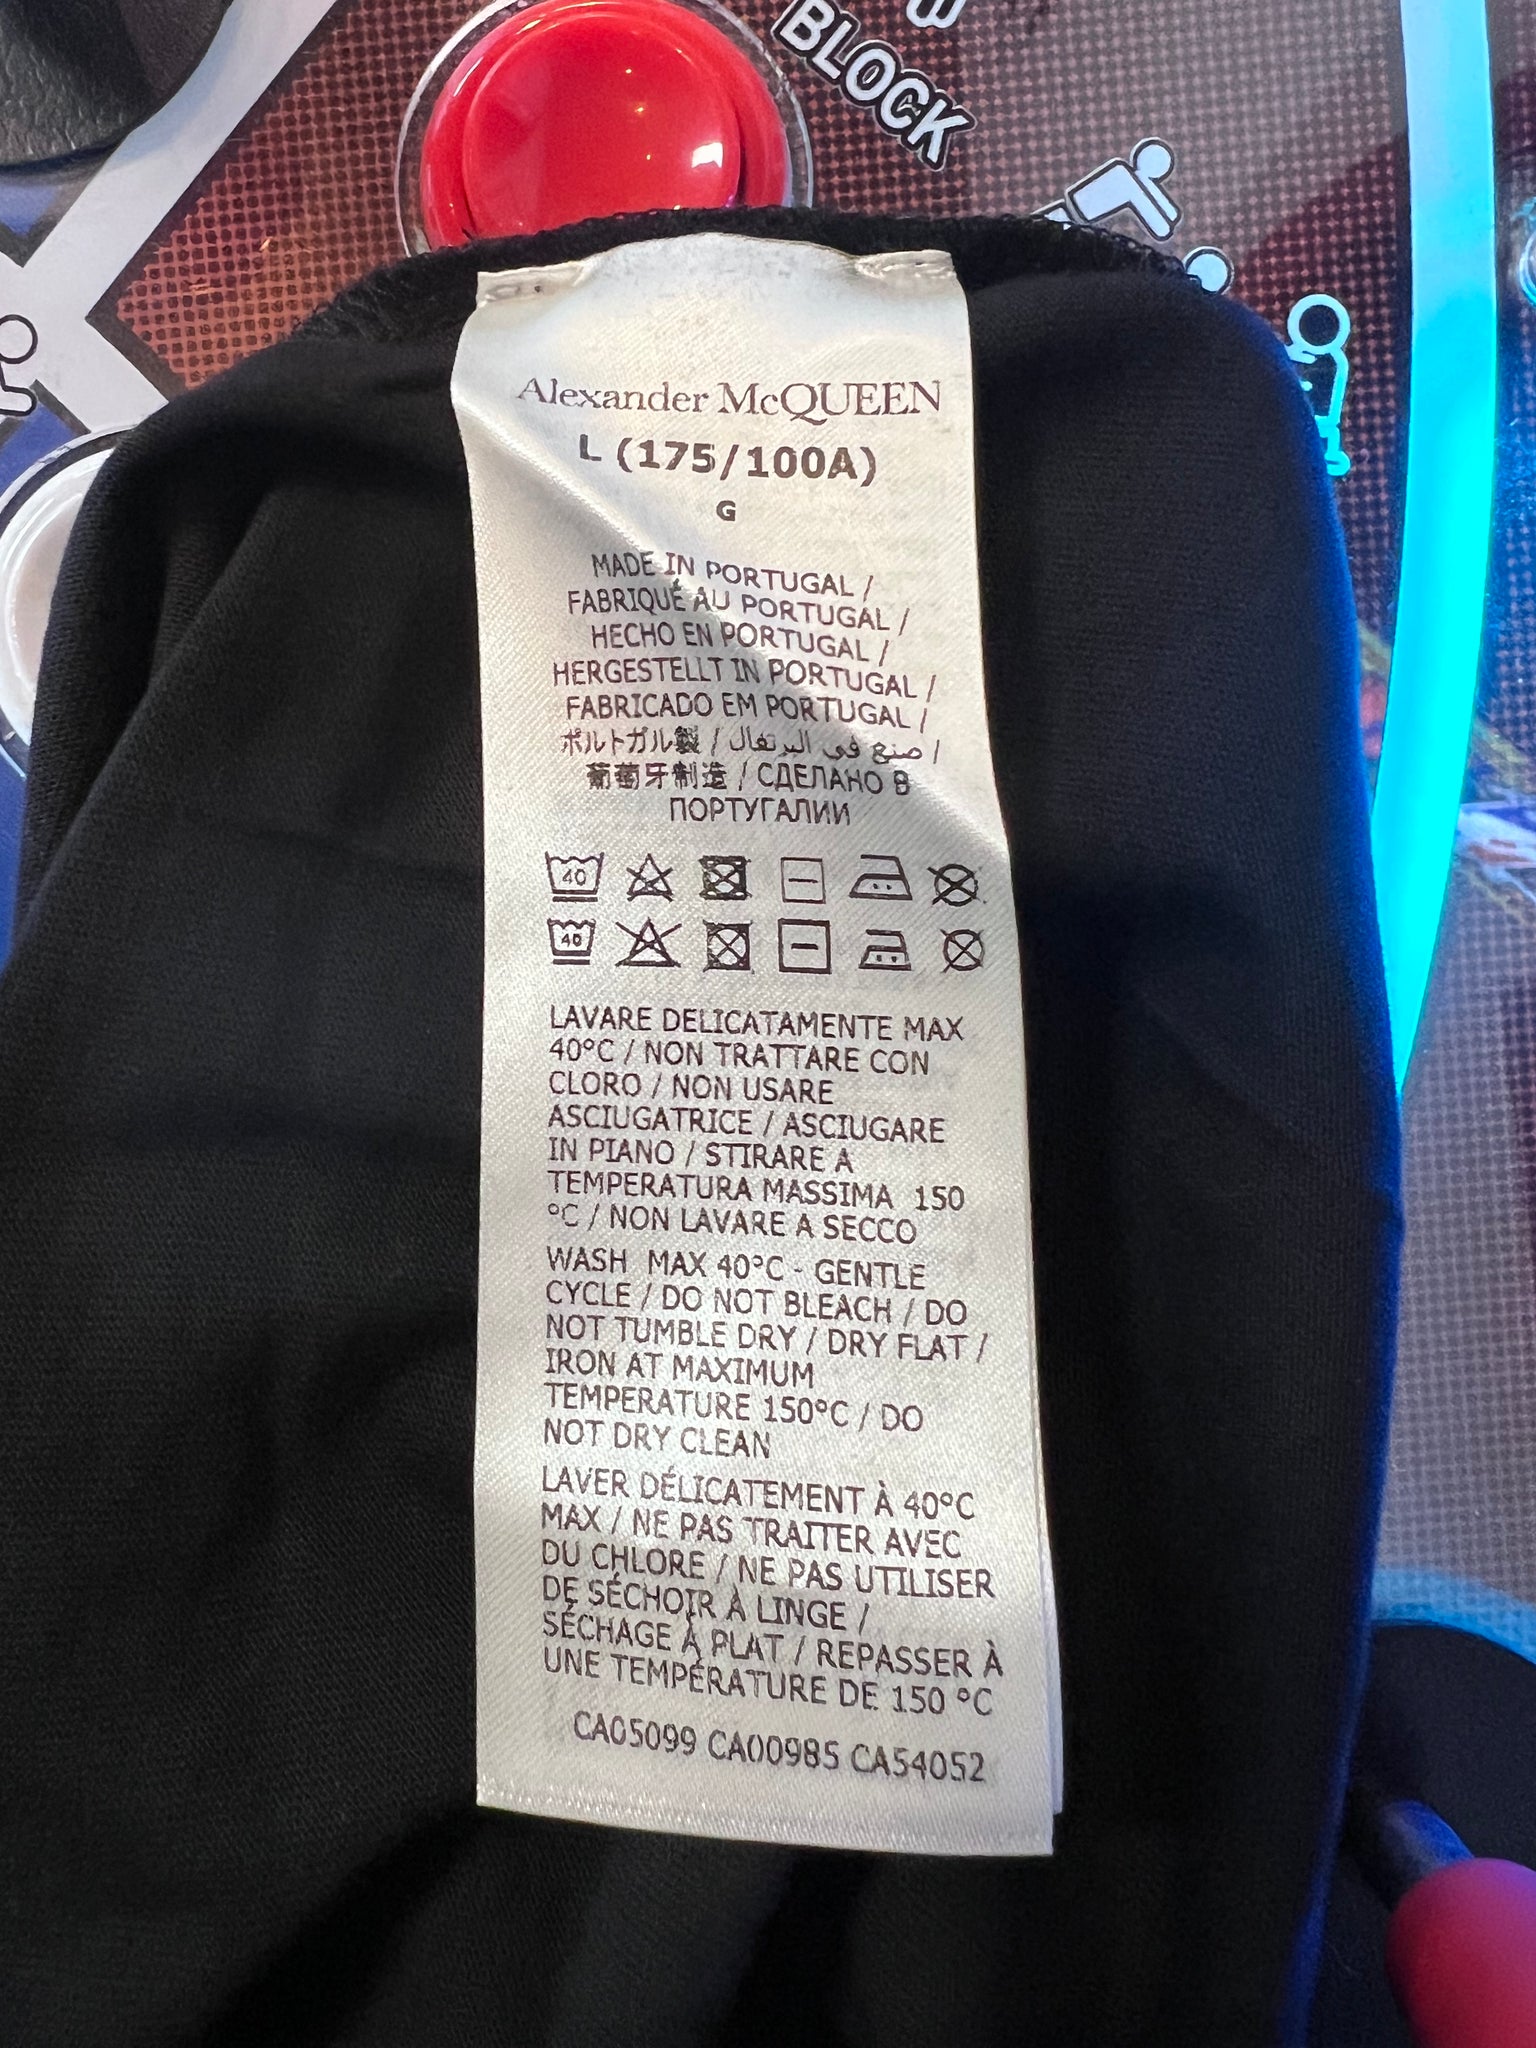 BLOCK
Alexander McQUEEN
L (175/100A)
G
MADE IN PORTUGAL /
FABRIQUÉ AU PORTUGAL /
HECHO EN PORTUGAL /
HERGESTELLT IN PORTUGAL /
FABRICADO EM PORTUGAL /
ポルトガル製 / صنع في البرتغال /
葡萄牙制造 / СДЕЛАНО В
ПОРТУГАЛИИ
40
40
LAVARE DELICATAMENTE MAX
40°C / NON TRATTARE CON
CLORO / NON USARE
ASCIUGATRICE / ASCIUGARE
IN PIANO / STIRARE A
TEMPERATURA MASSIMA 150
°C / NON LAVARE A SECCO
WASH MAX 40°C - GENTLE
CYCLE / DO NOT BLEACH / DO
NOT TUMBLE DRY / DRY FLAT /
IRON AT MAXIMUM
TEMPERATURE 150°C / DO
NOT DRY CLEAN
LAVER DÉLICATEMENT À 40°C
MAX / NE PAS TRAITER AVEC
DU CHLORE / NE PAS UTILISER
DE SÉCHOIR À LINGE /
SÉCHAGE À PLAT / REPASSER À
UNE TEMPÉRATURE DE 150 °C
CA05099 CA00985 CA54052